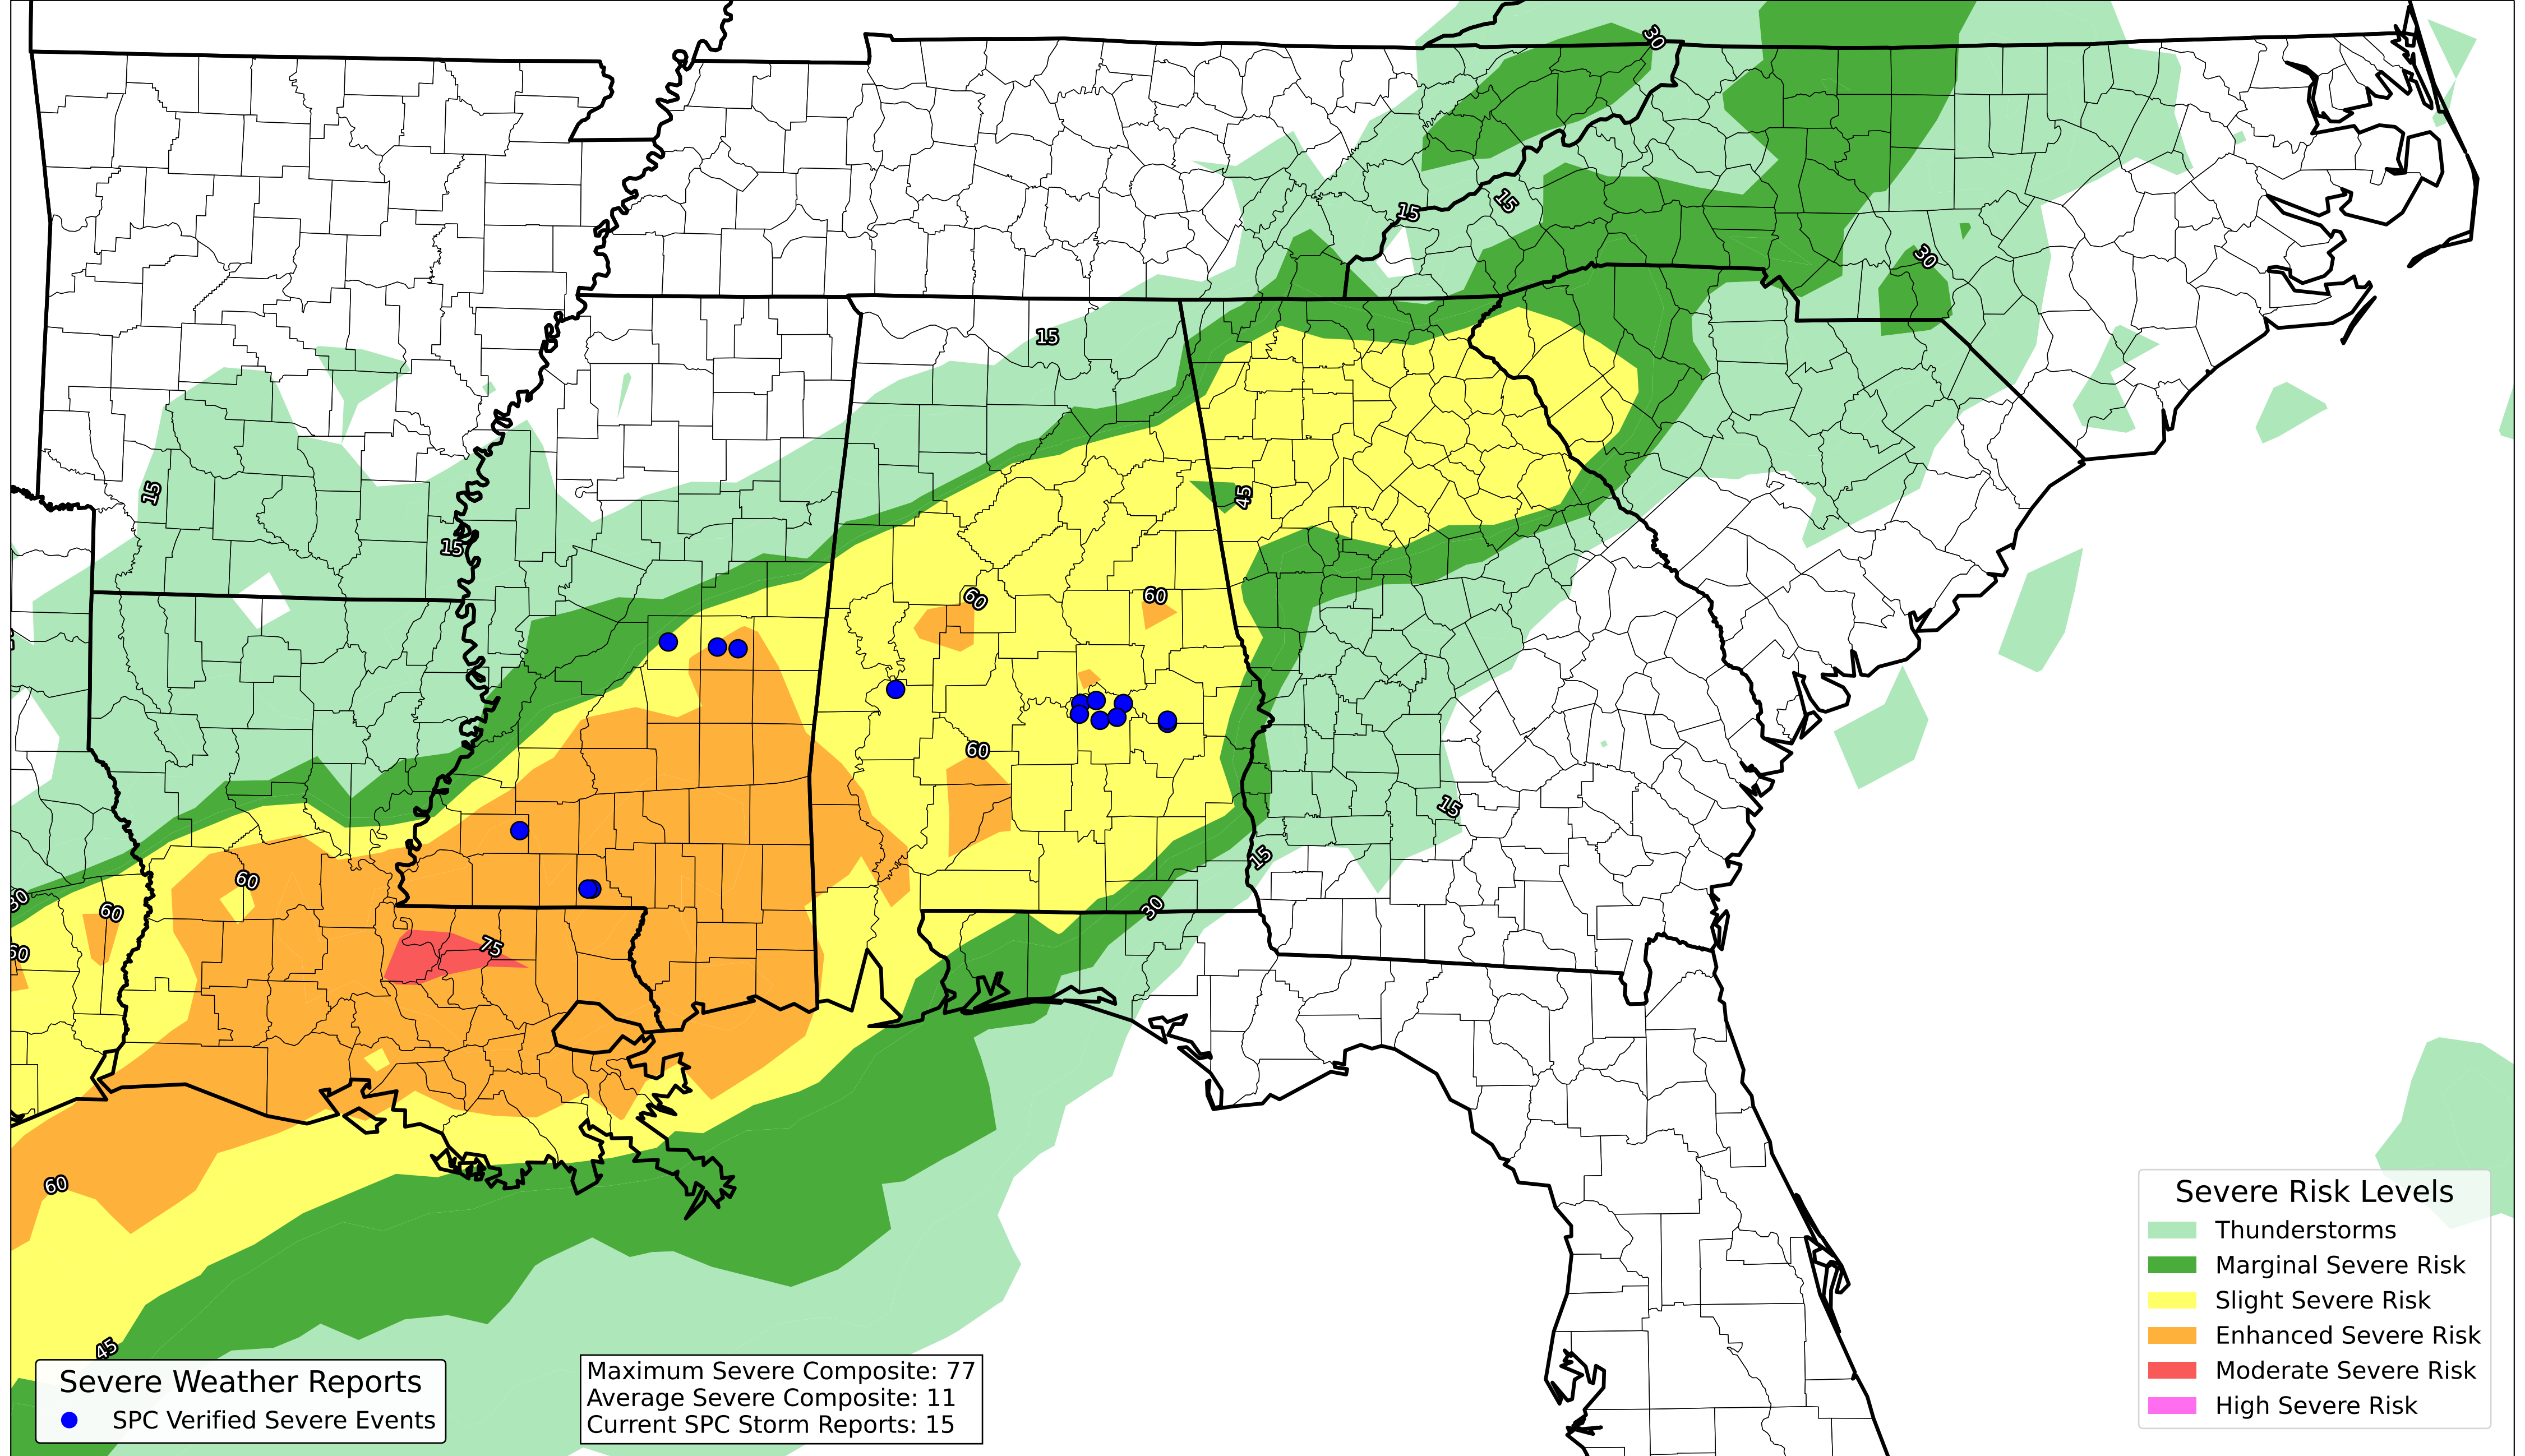 30
15
15
30
15
15
45
15
60
60
60
15
15
60
30
60
30
75
60
60
45
Severe Risk Levels
Thunderstorms
Marginal Severe Risk
Slight Severe Risk
Enhanced Severe Risk
Moderate Severe Risk
High Severe Risk
Severe Weather Reports
SPC Verified Severe Events
Maximum Severe Composite: 77
Average Severe Composite: 11
Current SPC Storm Reports: 15